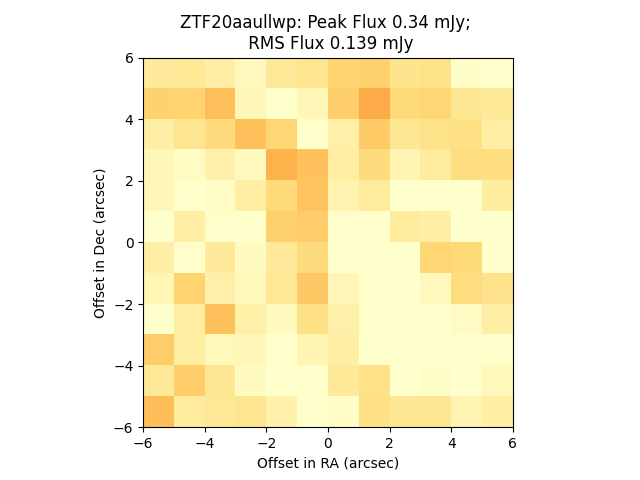 ZTF20aaullwp: Peak Flux 0.34 mJy;
RMS Flux 0.139 mJy
6
4
2
0
−2
−4
−6
Offset in Dec (arcsec)
−6 −4 −2 0 2 4 6
Offset in RA (arcsec)